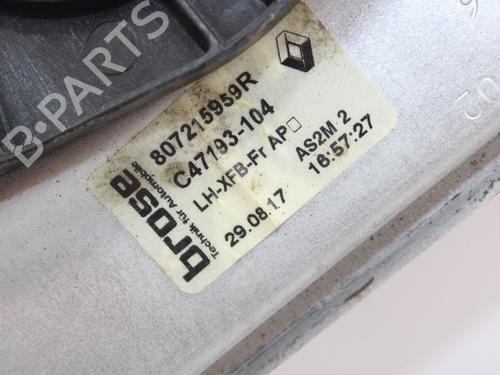 B-PARTS
807215959R
C47193-104
LH-XFB-Fr AP□
29.08.17
AS2M 2
16:57:27
brose
Technik für Automobile